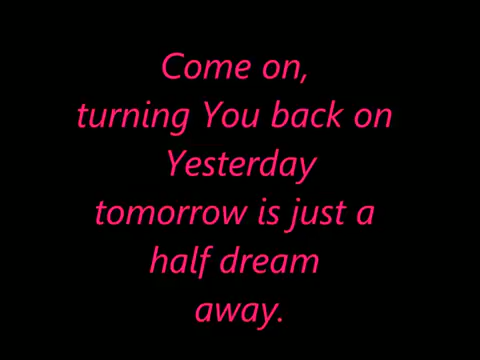 Come on,
turning You back on
Yesterday
tomorrow is just a
half dream
away.